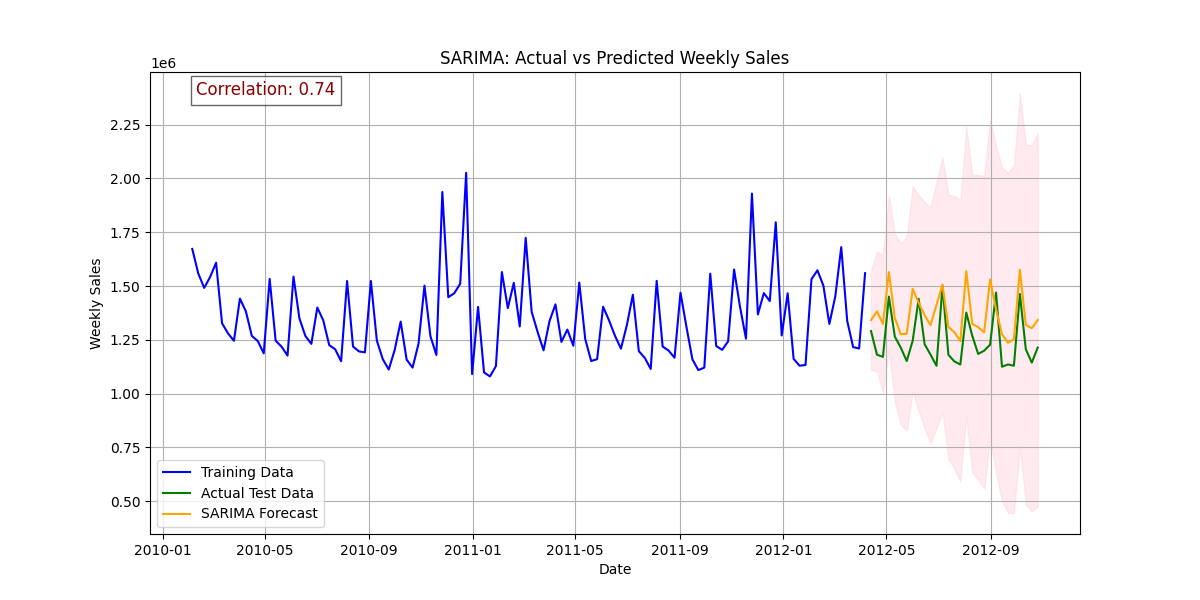 SARIMA: Actual vs Predicted Weekly Sales
1e6
Correlation: 0.74
2.25
2.00
1.75
1.50
1.25
1.00
0.75
0.50
Weekly Sales
Training Data
Actual Test Data
SARIMA Forecast
2010-01 2010-05 2010-09 2011-01 2011-05 2011-09 2012-01 2012-05 2012-09
Date